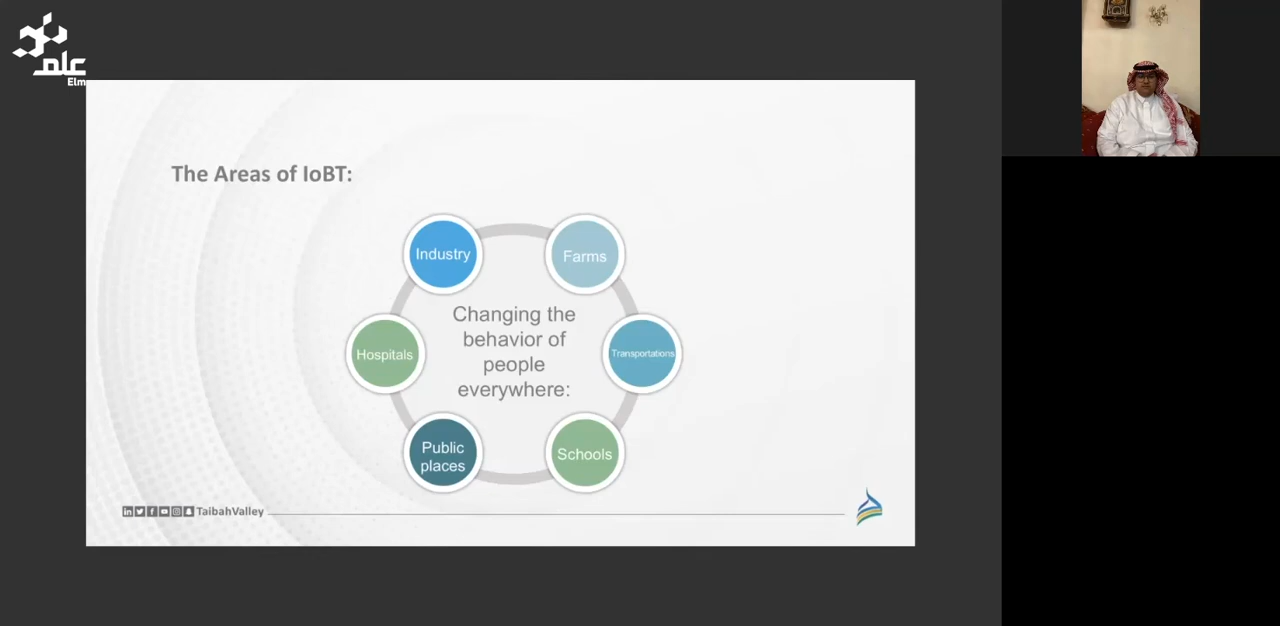 علم
Elm
The Areas of IoBT:
Industry
Farms
Changing the
behavior of
people
everywhere:
Hospitals
Transportations
Public
places
Schools
TaibahValley